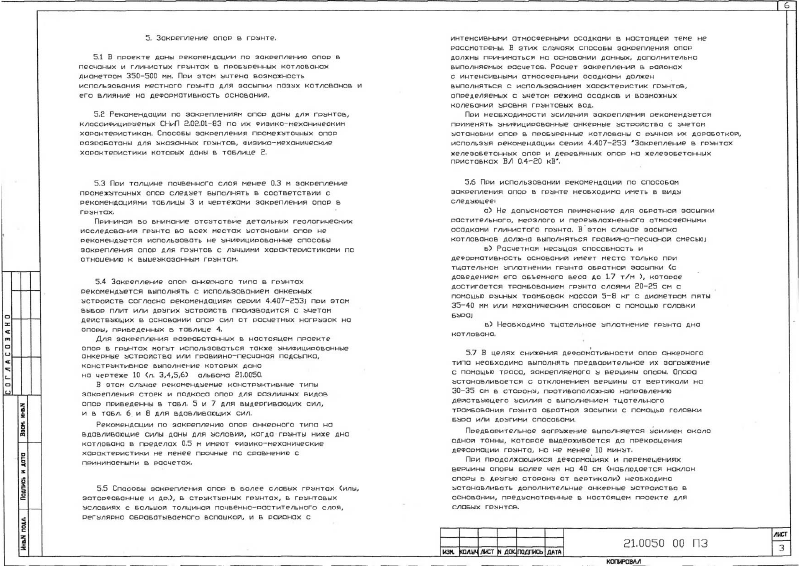 6
5. Закрепление опор в грунте.
5.1 В проекте даны рекомендации по закреплению опор в
песчаных и глинистых грунтах в пробуренных котлованах
диаметром 350-500 мм. При этом учтена возможность
использования местного грунта для засыпки пазух котлованов и
его влияние на деформативность оснований.
5.2 Рекомендации по закреплениям опор даны для грунтов,
классифицируемых СНиП 2.02.01-83 по их физико-механическим
характеристикам. Способы закрепления промежуточных опор
разработаны для указанных грунтов, физико-механические
характеристики которых даны в таблице 2.
5.3 При толщине почвенного слоя менее 0.3 м закрепление
промежуточных опор следует выполнять в соответствии с
рекомендациями таблицы 3 и чертежами закрепления опор в
грунтах.
Принимая во внимание отсутствие детальных геологических
исследований грунта во всех местах установки опор не
рекомендуется использовать не унифицированные способы
закрепления опор для грунтов с лучшими характеристиками по
отношению к вышеуказанным грунтам.
5.4 Закрепление опор анкерного типа в грунтах
рекомендуется выполнять с использованием анкерных
устройств согласно рекомендациям серии 4.407-253; при этом
выбор плит или других устройств производится с учетом
действующих в основании опор сил от расчетных нагрузок на
опоры, приведенных в таблице 4.
Для закрепления разработанных в настоящем проекте
опор в грунтах могут использоваться также унифицированные
анкерные устройства или гравийно-песчаная подсыпка,
конструктивное выполнение которых дано
на чертеже 10 (л. 3,4,5,6) альбома 21.0050.
В этом случае рекомендуемые конструктивные типы
закрепления стоек и подкоса опор для различных видов
опор приведены в табл. 5 и 7 для выдергивающих сил,
и в табл. 6 и 8 для вдавливающих сил.
Рекомендации по закреплению опор анкерного типа на
вдавливающие силы даны для условий, когда грунты ниже дна
котлована в пределах 0.5 м имеют физико-механические
характеристики не менее прочные по сравнению с
принимаемыми в расчетах.
5.5 Способы закрепления опор в более слабых грунтах (илы,
заторфованные и др.), в структурных грунтах, в грунтовых
условиях с большой толщиной почвенно-растительного слоя,
регулярно обрабатываемого вспашкой, и в районах с
интенсивными атмосферными осадками в настоящей теме не
рассмотрены. В этих случаях способы закрепления опор
должны приниматься на основании данных, дополнительно
выполняемых расчетов. Расчет закреплений в районах
с интенсивными атмосферными осадками должен
выполняться с использованием характеристик грунтов,
определяемых с учетом режима осадков и возможных
колебаний уровня грунтовых вод.
При необходимости усиления закрепления рекомендуется
применять унифицированные анкерные устройства с учетом
установки опор в пробуренные котлованы с ручной их доработкой,
используя рекомендации серии 4.407-253 "Закрепление в грунтах
железобетонных опор и деревянных опор на железобетонных
приставках ВЛ 0.4-20 кВ".
5.6 При использовании рекомендаций по способам
закрепления опор в грунте необходимо иметь в виду
следующее:
а) Не допускается применение для обратной засыпки
растительного, мерзлого и переувлажненного атмосферными
осадками глинистого грунта. В этом случае засыпка
котлованов должна выполняться гравийно-песчаной смесью;
б) Расчетная несущая способность и
деформативность оснований имеет место только при
тщательном уплотнении грунта обратной засыпки (с
доведением его объемного веса до 1.7 т/м ), которое
достигается трамбованием грунта слоями 20-25 см с
помощью ручных трамбовок массой 5-8 кг с диаметром пяты
35-40 мм или механическим способом с помощью головки
бура;
в) Необходимо тщательное уплотнение грунта дна
котлована.
5.7 В целях снижения деформативности опор анкерного
типа необходимо выполнять предварительное их загружение
с помощью троса, закрепляемого у вершины опоры. Опора
устанавливается с отклонением вершины от вертикали на
30-35 см в сторону, противоположную направлению
действующего усилия с выполнением тщательного
трамбования грунта обратной засыпки с помощью головки
бура или другими способами.
Предварительное загружение выполняется усилием около
одной тонны, которое выдерживается до прекращения
деформации грунта, но не менее 10 минут.
При продолжающихся деформациях и перемещениях
вершины опоры более чем на 40 см (наблюдается наклон
опоры в другую сторону от вертикали) необходимо
устанавливать дополнительные анкерные устройства в
основании, предусмотренные в настоящем проекте для
слабых грунтов.
СОГЛАСОВАНО
Взам. инвN
Подпись и дата
ИнвN подл.
ИЗМ. КОЛУЧ ЛИСТ N ДОК ПОДПИСЬ ДАТА
21.0050 00 ПЗ
ЛИСТ
3
КОПИРОВАЛ